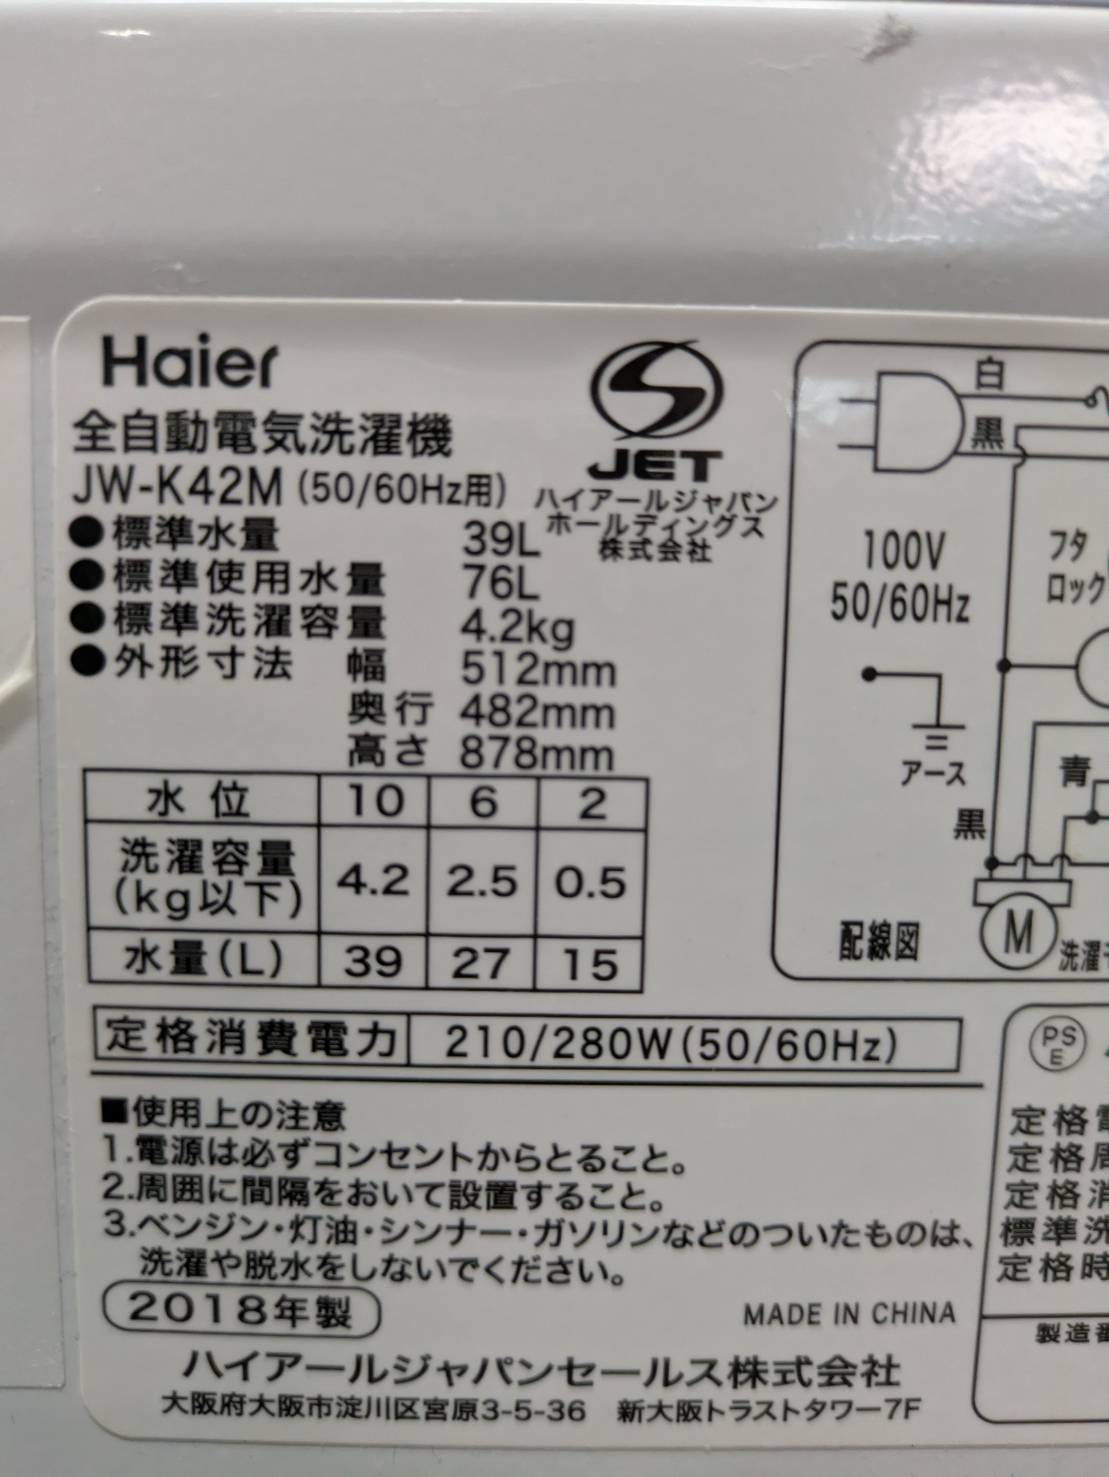 Haier
全自動電気洗濯機
JW-K42M (50/60Hz用)
JET
ハイアールジャパン
ホールディングス
株式会社
●標準水量 39L
●標準使用水量 76L
●標準洗濯容量 4.2kg
●外形寸法 幅 512mm
奥行 482mm
高さ 878mm
水位 10 6 2
洗濯容量
(kg以下) 4.2 2.5 0.5
水量(L) 39 27 15
定格消費電力 210/280W(50/60Hz)
■使用上の注意
1.電源は必ずコンセントからとること。
2.周囲に間隔をおいて設置すること。
3.ベンジン・灯油・シンナー・ガソリンなどのついたものは、
洗濯や脱水をしないでください。
2018年製
MADE IN CHINA
ハイアールジャパンセールス株式会社
大阪府大阪市淀川区宮原3-5-36 新大阪トラストタワー7F
白
黒
100V
50/60Hz
フタ
ロック
アース
青
黒
配線図
M
洗濯
PS
E
定格
定格周
定格消
標準洗
定格時
製造番